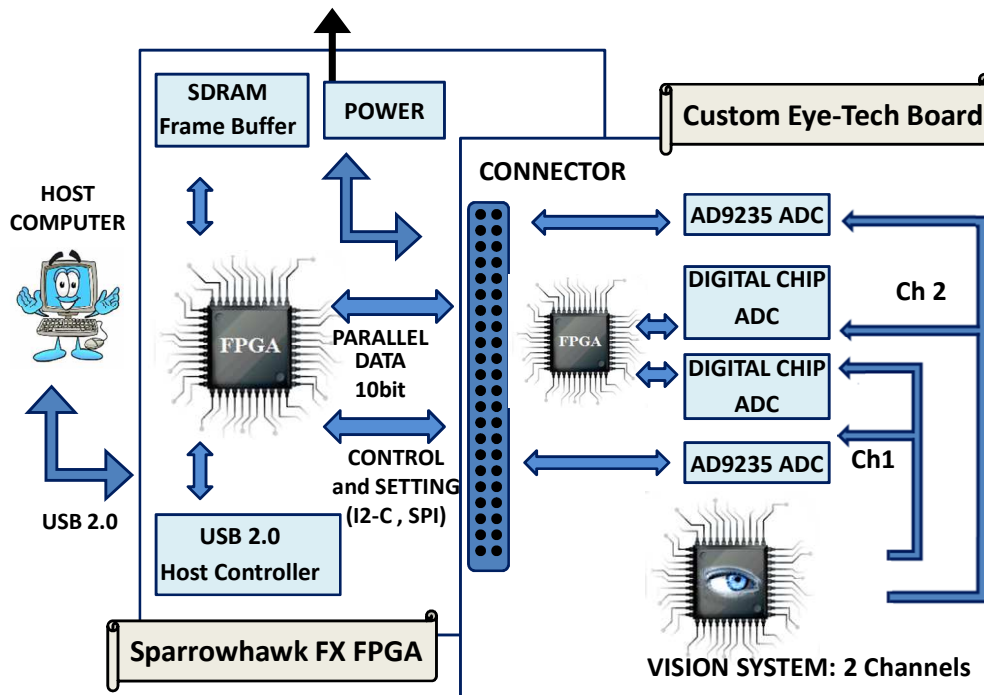 SDRAM
Frame Buffer
POWER
Custom Eye-Tech Board
CONNECTOR
HOST
COMPUTER
AD9235 ADC
DIGITAL CHIP
ADC
Ch 2
FPGA
PARALLEL
DATA
10bit
FPGA
DIGITAL CHIP
ADC
CONTROL
and SETTING
(I2-C , SPI)
AD9235 ADC
Ch1
USB 2.0
USB 2.0
Host Controller
Sparrowhawk FX FPGA
VISION SYSTEM: 2 Channels